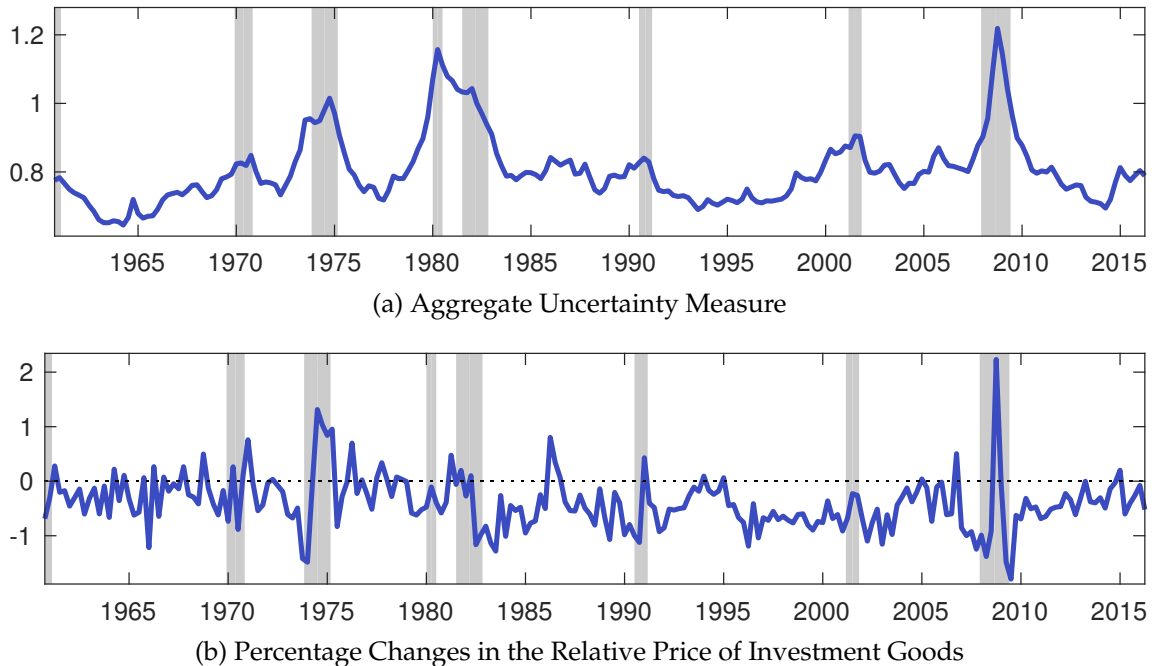 1.2
1
0.8
1965 1970 1975 1980 1985 1990 1995 2000 2005 2010 2015
(a) Aggregate Uncertainty Measure
2
1
0
-1
1965 1970 1975 1980 1985 1990 1995 2000 2005 2010 2015
(b) Percentage Changes in the Relative Price of Investment Goods